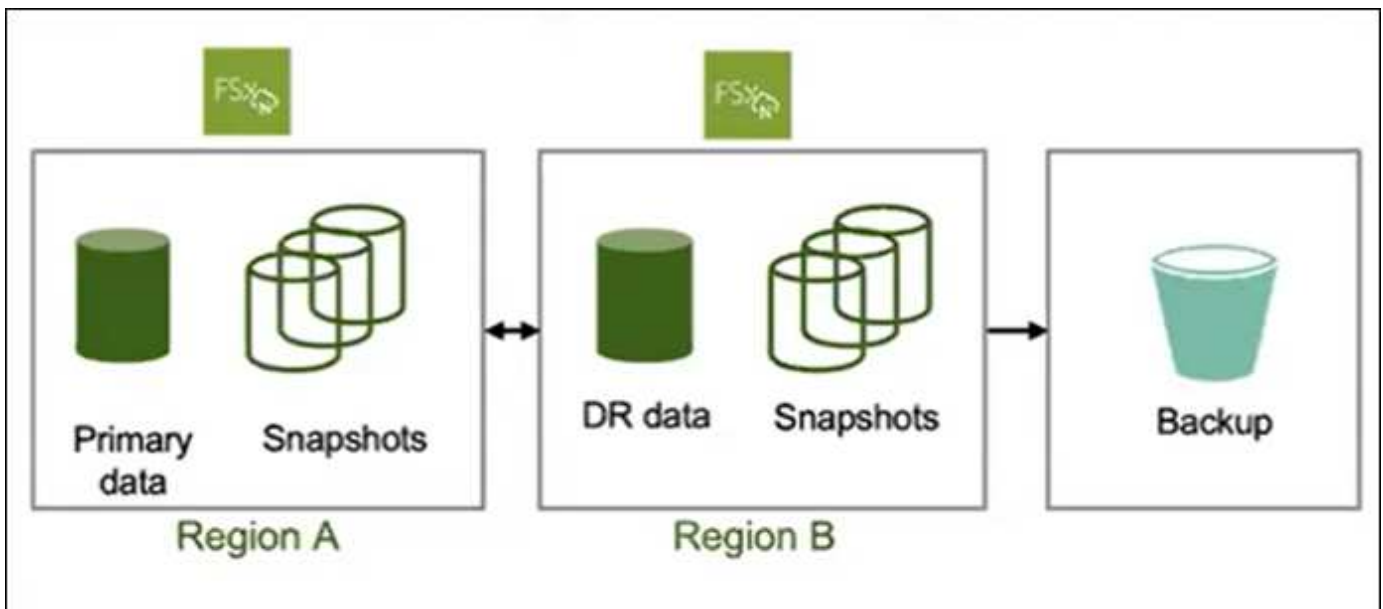 FSx
N
FSx
N
Primary
data
Snapshots
DR data
Snapshots
Backup
Region A
Region B